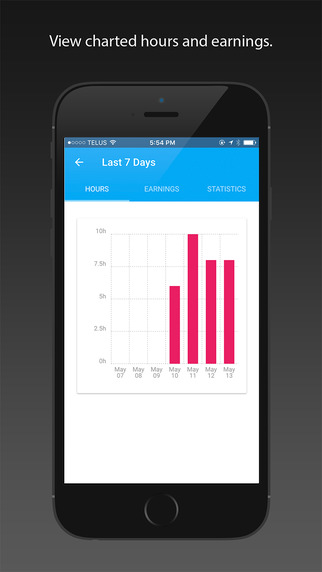 View charted hours and earnings.
TELUS 5:54 PM
Last 7 Days
HOURS EARNINGS STATISTICS
10h
7.5h
5h
2.5h
0h
May May May May May May May
07 08 09 10 11 12 13